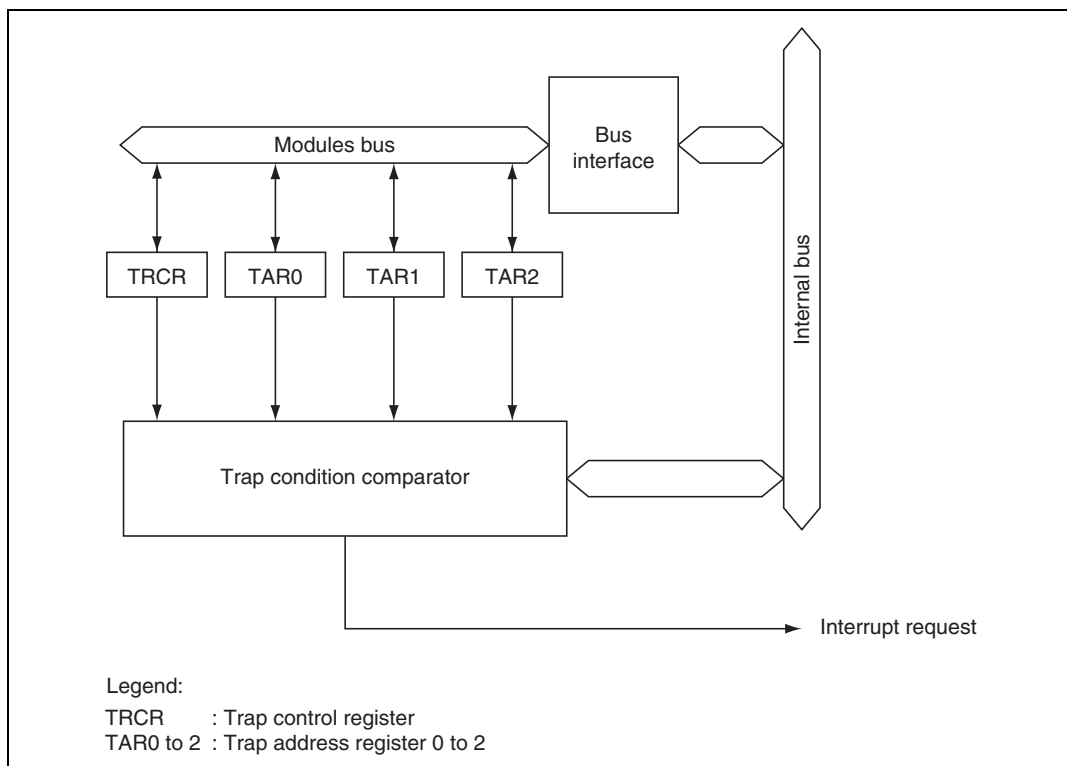 Bus
interface
Modules bus
Internal bus
TRCR
TAR0
TAR1
TAR2
Trap condition comparator
Interrupt request
Legend:
TRCR : Trap control register
TAR0 to 2 : Trap address register 0 to 2